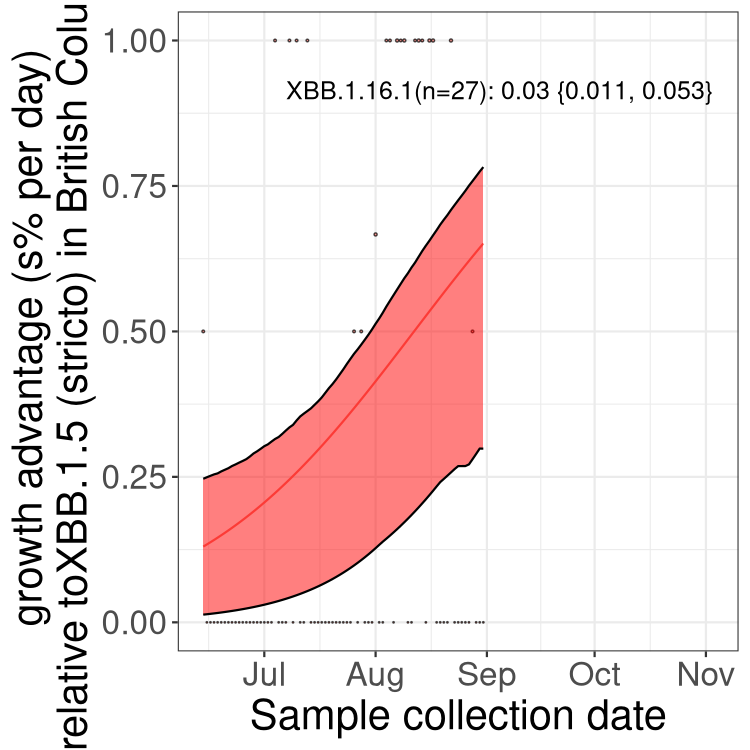 growth advantage (s% per day)
relative toXBB.1.5 (stricto) in British Colu
1.00
0.75
0.50
0.25
0.00
XBB.1.16.1(n=27): 0.03 {0.011, 0.053}
Jul Aug Sep Oct Nov
Sample collection date